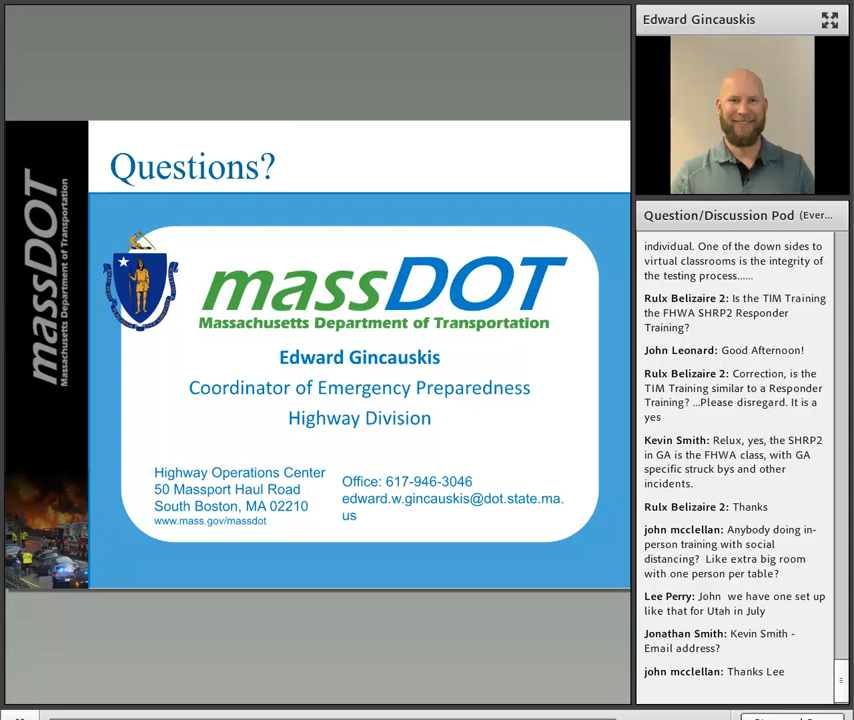 Edward Gincauskis
massDOT
Massachusetts Department of Transportation
Questions?
massDOT
Massachusetts Department of Transportation
Edward Gincauskis
Coordinator of Emergency Preparedness
Highway Division
Highway Operations Center
50 Massport Haul Road
South Boston, MA 02210
www.mass.gov/massdot
Office: 617-946-3046
edward.w.gincauskis@dot.state.ma.
us
Question/Discussion Pod (Ever...
individual. One of the down sides to
virtual classrooms is the integrity of
the testing process......
Rulx Belizaire 2: Is the TIM Training
the FHWA SHRP2 Responder
Training?
John Leonard: Good Afternoon!
Rulx Belizaire 2: Correction, is the
TIM Training similar to a Responder
Training? ...Please disregard. It is a
yes
Kevin Smith: Relux, yes, the SHRP2
in GA is the FHWA class, with GA
specific struck bys and other
incidents.
Rulx Belizaire 2: Thanks
john mcclellan: Anybody doing in-
person training with social
distancing? Like extra big room
with one person per table?
Lee Perry: John we have one set up
like that for Utah in July
Jonathan Smith: Kevin Smith -
Email address?
john mcclellan: Thanks Lee